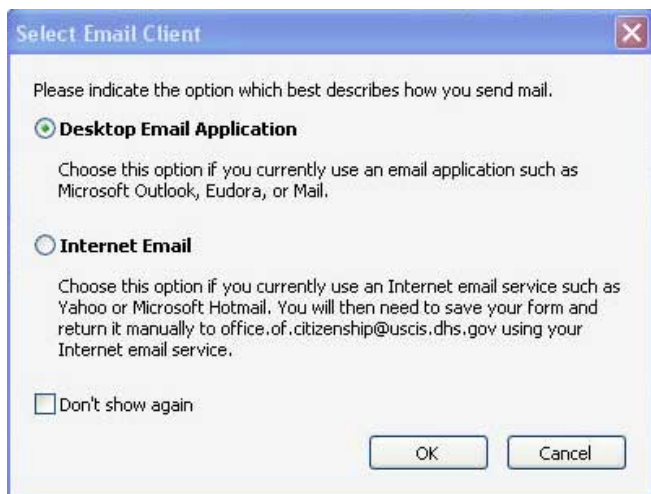 Select Email Client
Please indicate the option which best describes how you send mail.
Desktop Email Application
Choose this option if you currently use an email application such as
Microsoft Outlook, Eudora, or Mail.
Internet Email
Choose this option if you currently use an Internet email service such as
Yahoo or Microsoft Hotmail. You will then need to save your form and
return it manually to office.of.citizenship@uscis.dhs.gov using your
Internet email service.
Don't show again
OK Cancel